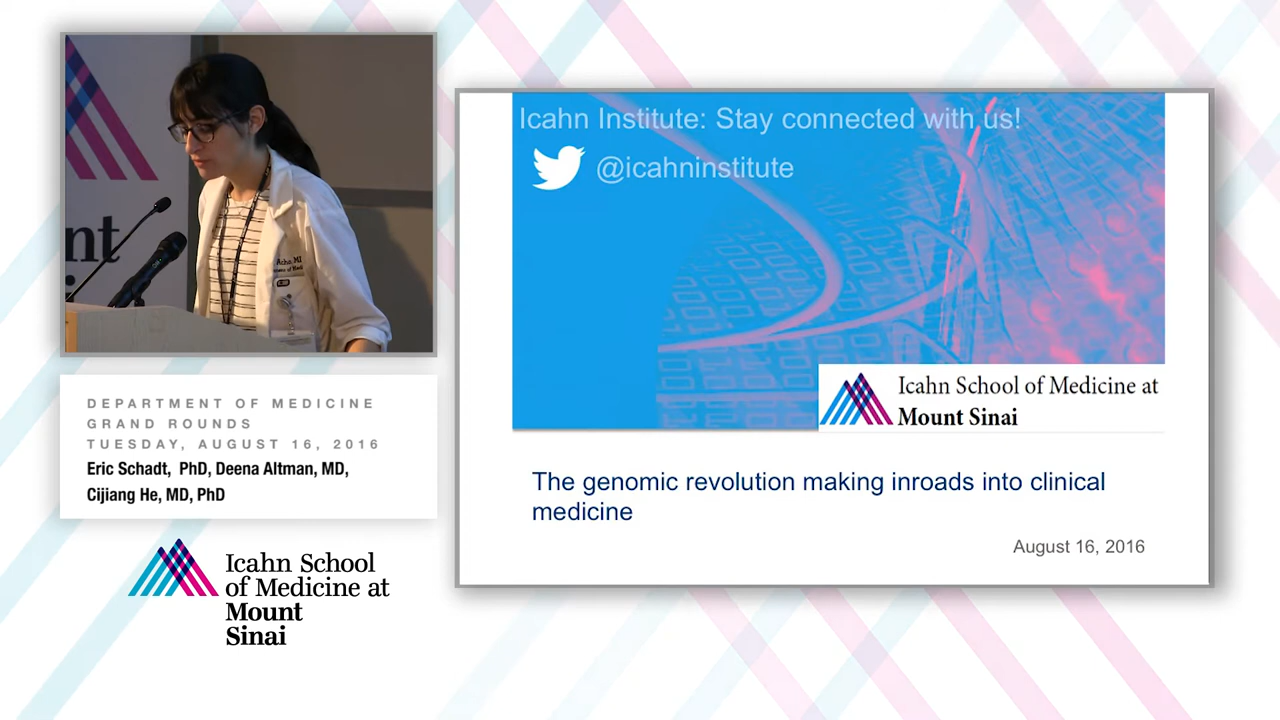 nt
DEPARTMENT OF MEDICINE
GRAND ROUNDS
TUESDAY, AUGUST 16, 2016
Eric Schadt, PhD, Deena Altman, MD,
Cijiang He, MD, PhD
Icahn School
of Medicine at
Mount
Sinai
Icahn Institute: Stay connected with us!
@icahninstitute
Icahn School of Medicine at
Mount Sinai
The genomic revolution making inroads into clinical
medicine
August 16, 2016